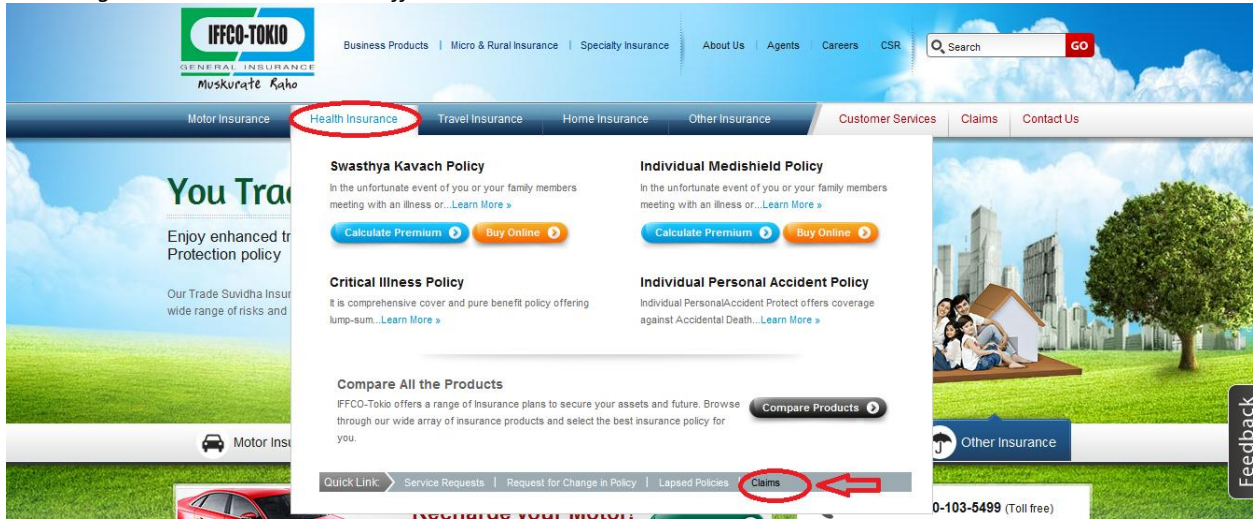 IFFCO-TOKIO
GENERAL INSURANCE
Muskurate Raho
Business Products | Micro & Rural Insurance | Specialty Insurance
About Us | Agents | Careers | CSR
Search
GO
Motor Insurance
Health Insurance
Travel Insurance
Home Insurance
Other Insurance
Customer Services
Claims
Contact Us
You Tra
Enjoy enhanced tr
Protection policy
Our Trade Suvidha Insur
wide range of risks and
Swasthya Kavach Policy
In the unfortunate event of you or your family members
meeting with an illness or...Learn More »
Calculate Premium
Buy Online
Individual Medishield Policy
In the unfortunate event of you or your family members
meeting with an illness or...Learn More »
Calculate Premium
Buy Online
Critical Illness Policy
It is comprehensive cover and pure benefit policy offering
lump-sum...Learn More »
Individual Personal Accident Policy
Individual PersonalAccident Protect offers coverage
against Accidental Death...Learn More »
Compare All the Products
IFFCO-Tokio offers a range of Insurance plans to secure your assets and future. Browse
through our wide array of insurance products and select the best insurance policy for
you.
Compare Products
Motor Insu
Other Insurance
Feedback
Quick Link:
Service Requests | Request for Change in Policy | Lapsed Policies | Claims
Recharge Your Motor!
0-103-5499 (Toll free)